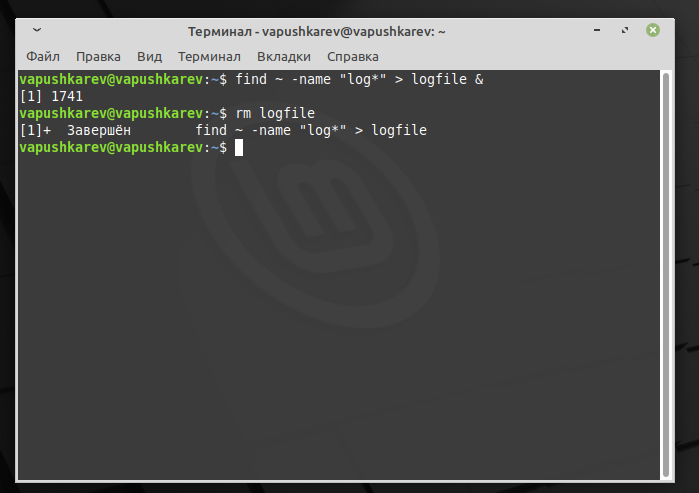 Терминал - vapushkarev@vapushkarev: ~
Файл Правка Вид Терминал Вкладки Справка
vapushkarev@vapushkarev:~$ find ~ -name "log*" > logfile &
[1] 1741
vapushkarev@vapushkarev:~$ rm logfile
[1]+  Завершён        find ~ -name "log*" > logfile
vapushkarev@vapushkarev:~$